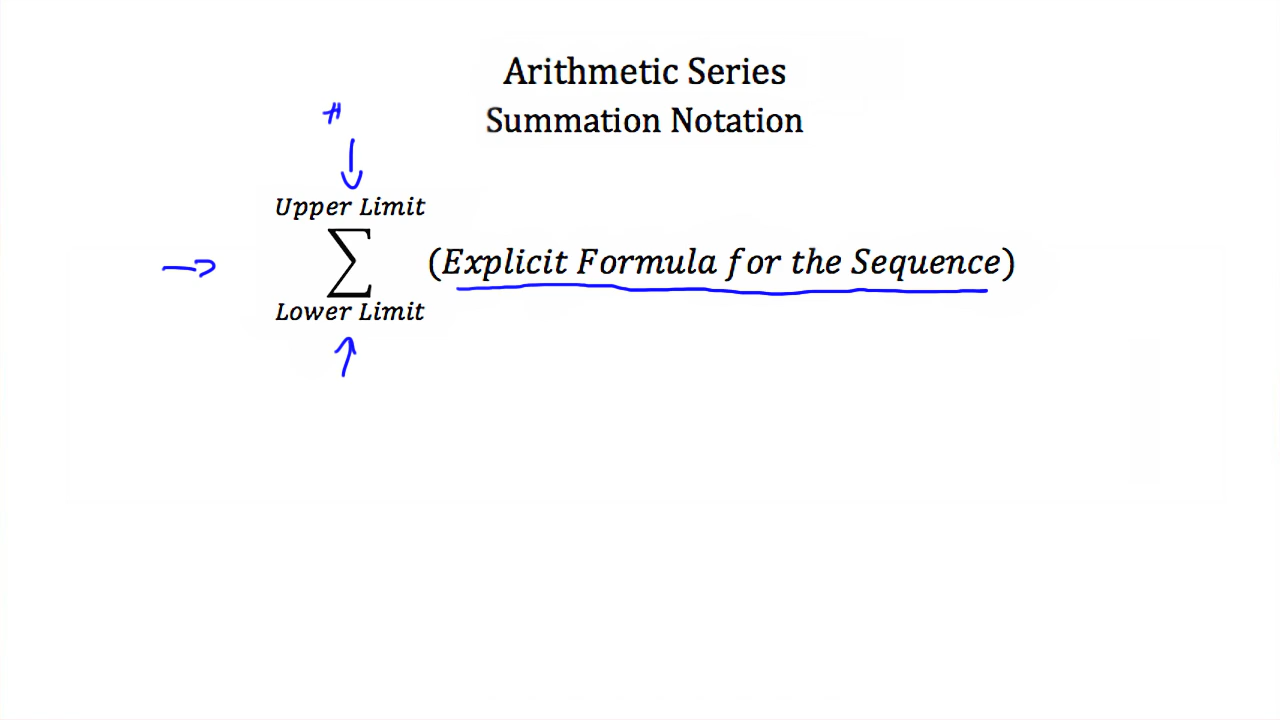 Arithmetic Series
Summation Notation
#
Upper Limit
∑ (Explicit Formula for the Sequence)
Lower Limit